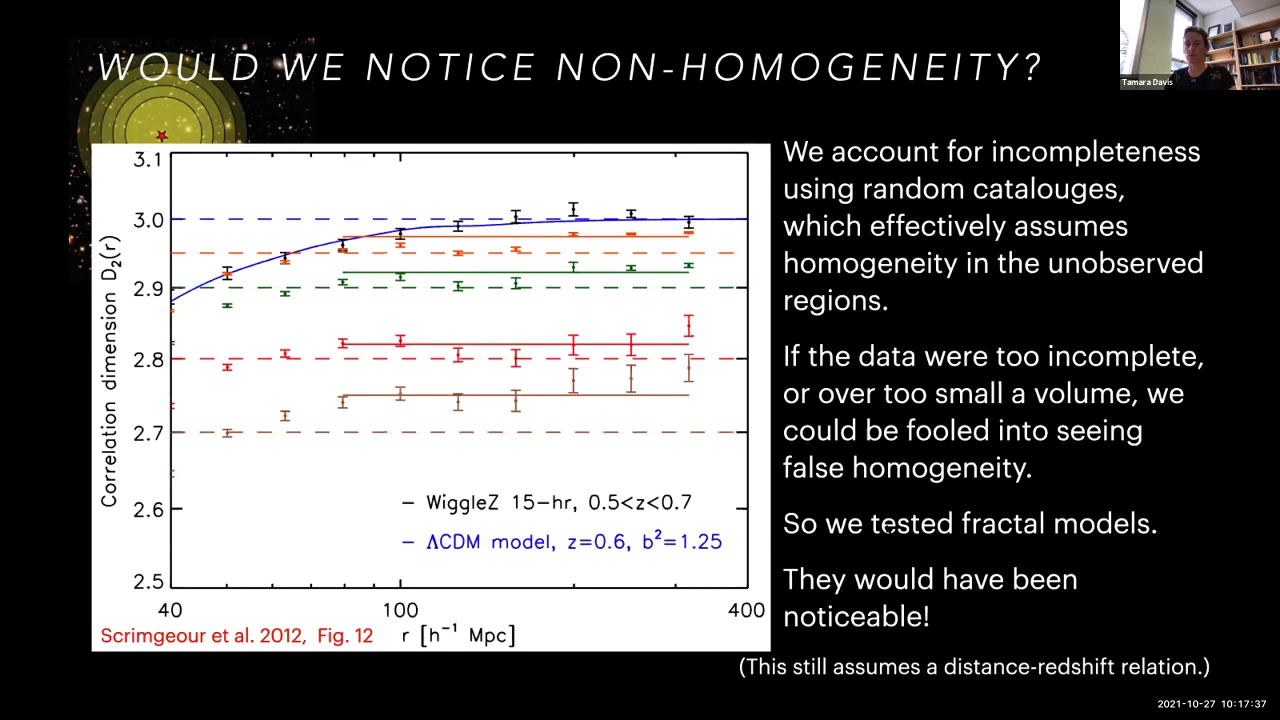 WOULD WE NOTICE NON-HOMOGENEITY?
Tamara Davis
3.1
3.0
2.9
2.8
2.7
2.6
2.5
Correlation dimension D₂(r)
— WiggleZ 15-hr, 0.5<z<0.7
— ΛCDM model, z=0.6, b²=1.25
40
100
400
Scrimgeour et al. 2012, Fig. 12
r [h⁻¹ Mpc]
We account for incompleteness
using random catalouges,
which effectively assumes
homogeneity in the unobserved
regions.
If the data were too incomplete,
or over too small a volume, we
could be fooled into seeing
false homogeneity.
So we tested fractal models.
They would have been
noticeable!
(This still assumes a distance-redshift relation.)
2021-10-27 10:17:37